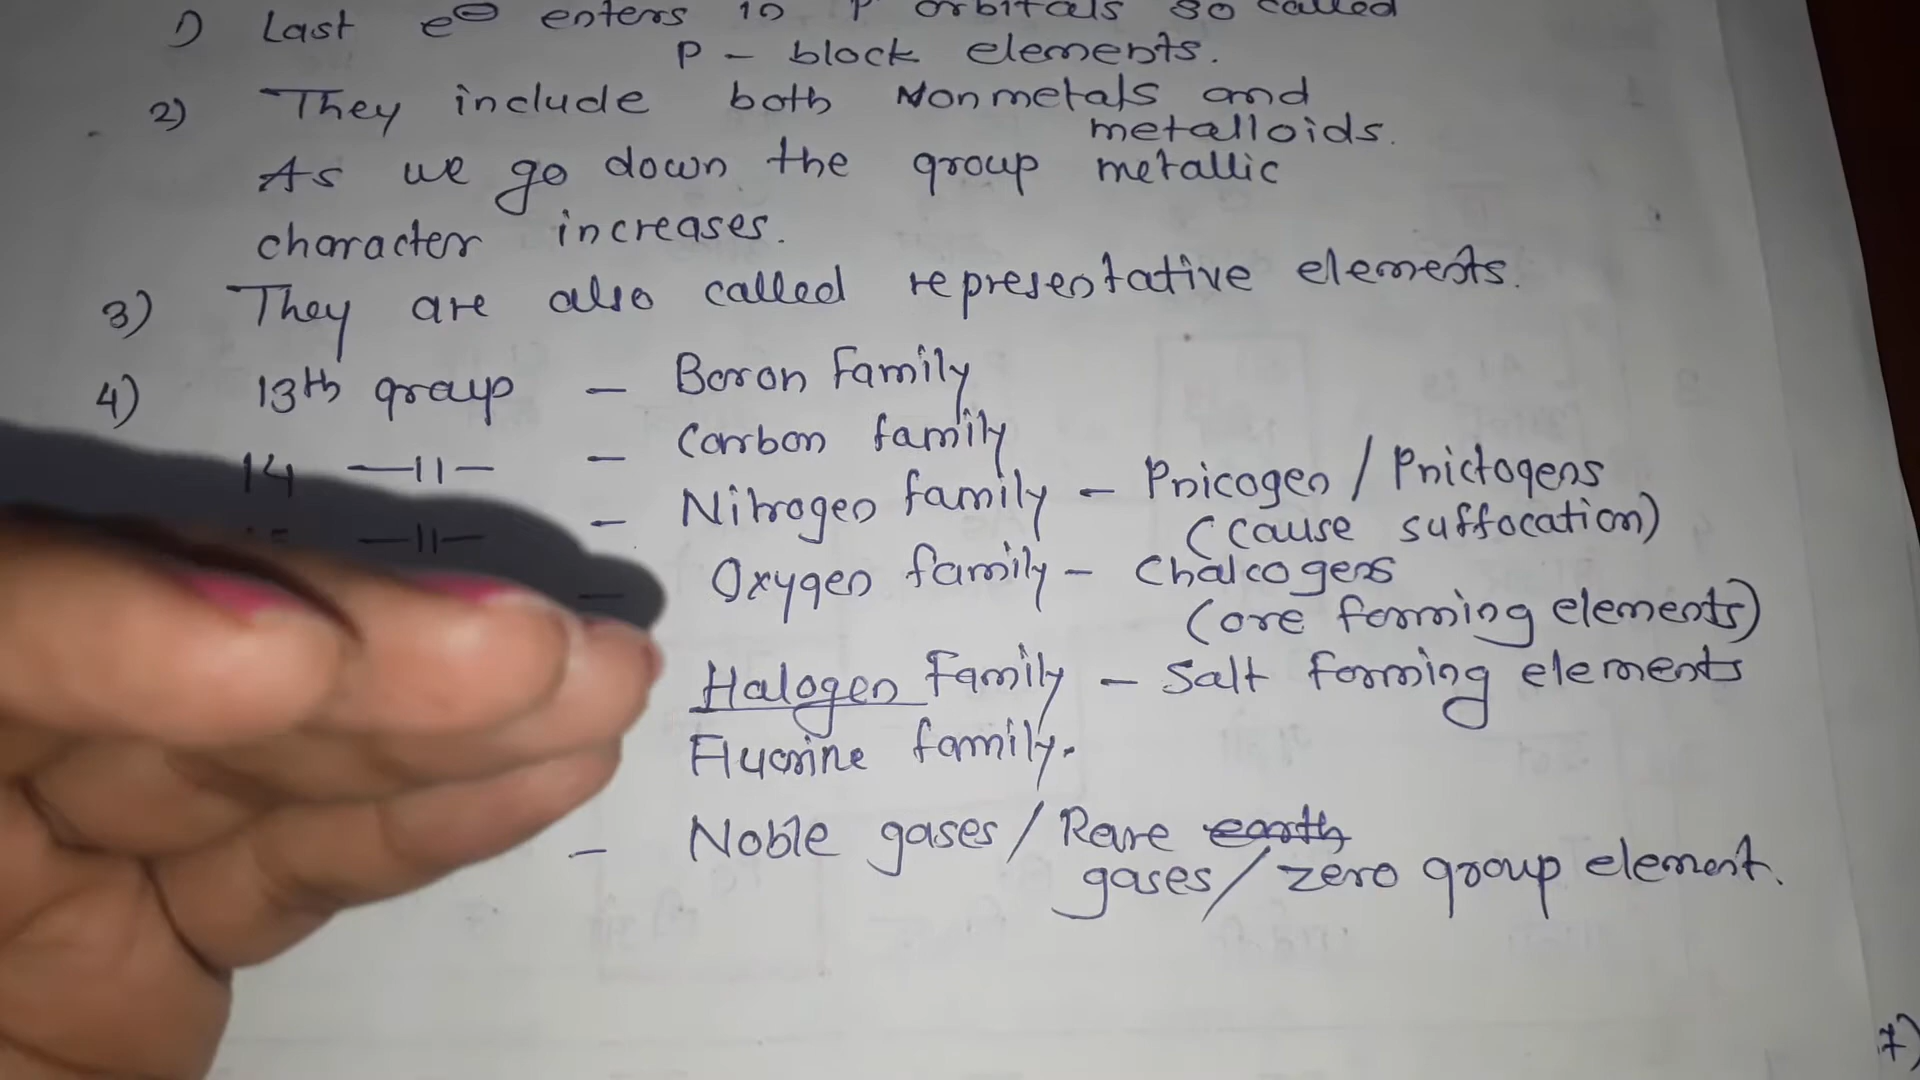 1) Last e⊖ enters in P orbitals so called
P - block elements.
2) They include both Nonmetals and
metalloids.
As we go down the group metallic
character increases.
3) They are also called representative elements.
4) 13th group - Boron Family
14 —11— - Carbon family
15 —11— - Nitrogen family - Pnicogen / Pnictogens
(cause suffocation)
- Oxygen family - Chalcogens
(ore forming elements)
Halogen Family - Salt forming elements
Fluorine family.
- Noble gases / Rare earth
gases / zero group element.
7)